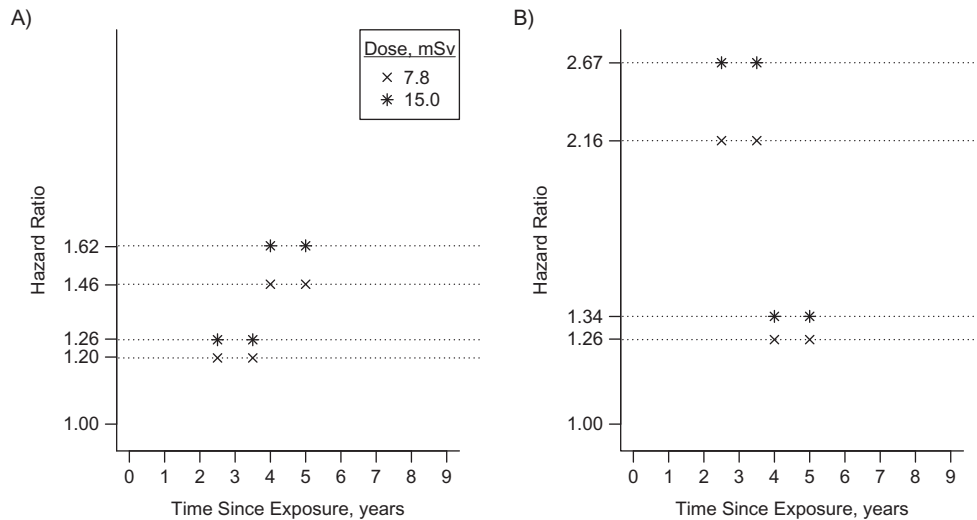 A)
Dose, mSv
× 7.8
✳ 15.0
Hazard Ratio
1.62
1.46
1.26
1.20
1.00
0 1 2 3 4 5 6 7 8 9
Time Since Exposure, years
B)
Hazard Ratio
2.67
2.16
1.34
1.26
1.00
0 1 2 3 4 5 6 7 8 9
Time Since Exposure, years